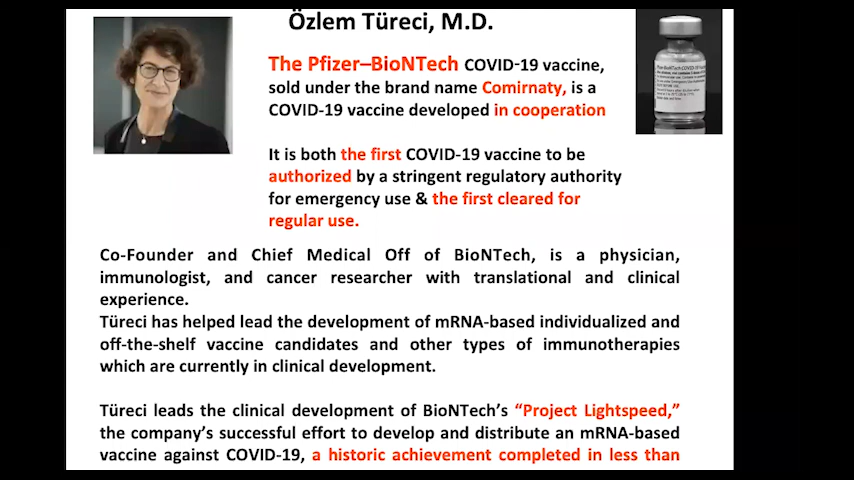 Özlem Türeci, M.D.
The Pfizer–BioNTech COVID-19 vaccine,
sold under the brand name Comirnaty, is a
COVID-19 vaccine developed in cooperation
It is both the first COVID-19 vaccine to be
authorized by a stringent regulatory authority
for emergency use & the first cleared for
regular use.
Co-Founder and Chief Medical Off of BioNTech, is a physician,
immunologist, and cancer researcher with translational and clinical
experience.
Türeci has helped lead the development of mRNA-based individualized and
off-the-shelf vaccine candidates and other types of immunotherapies
which are currently in clinical development.
Türeci leads the clinical development of BioNTech’s “Project Lightspeed,”
the company’s successful effort to develop and distribute an mRNA-based
vaccine against COVID-19, a historic achievement completed in less than